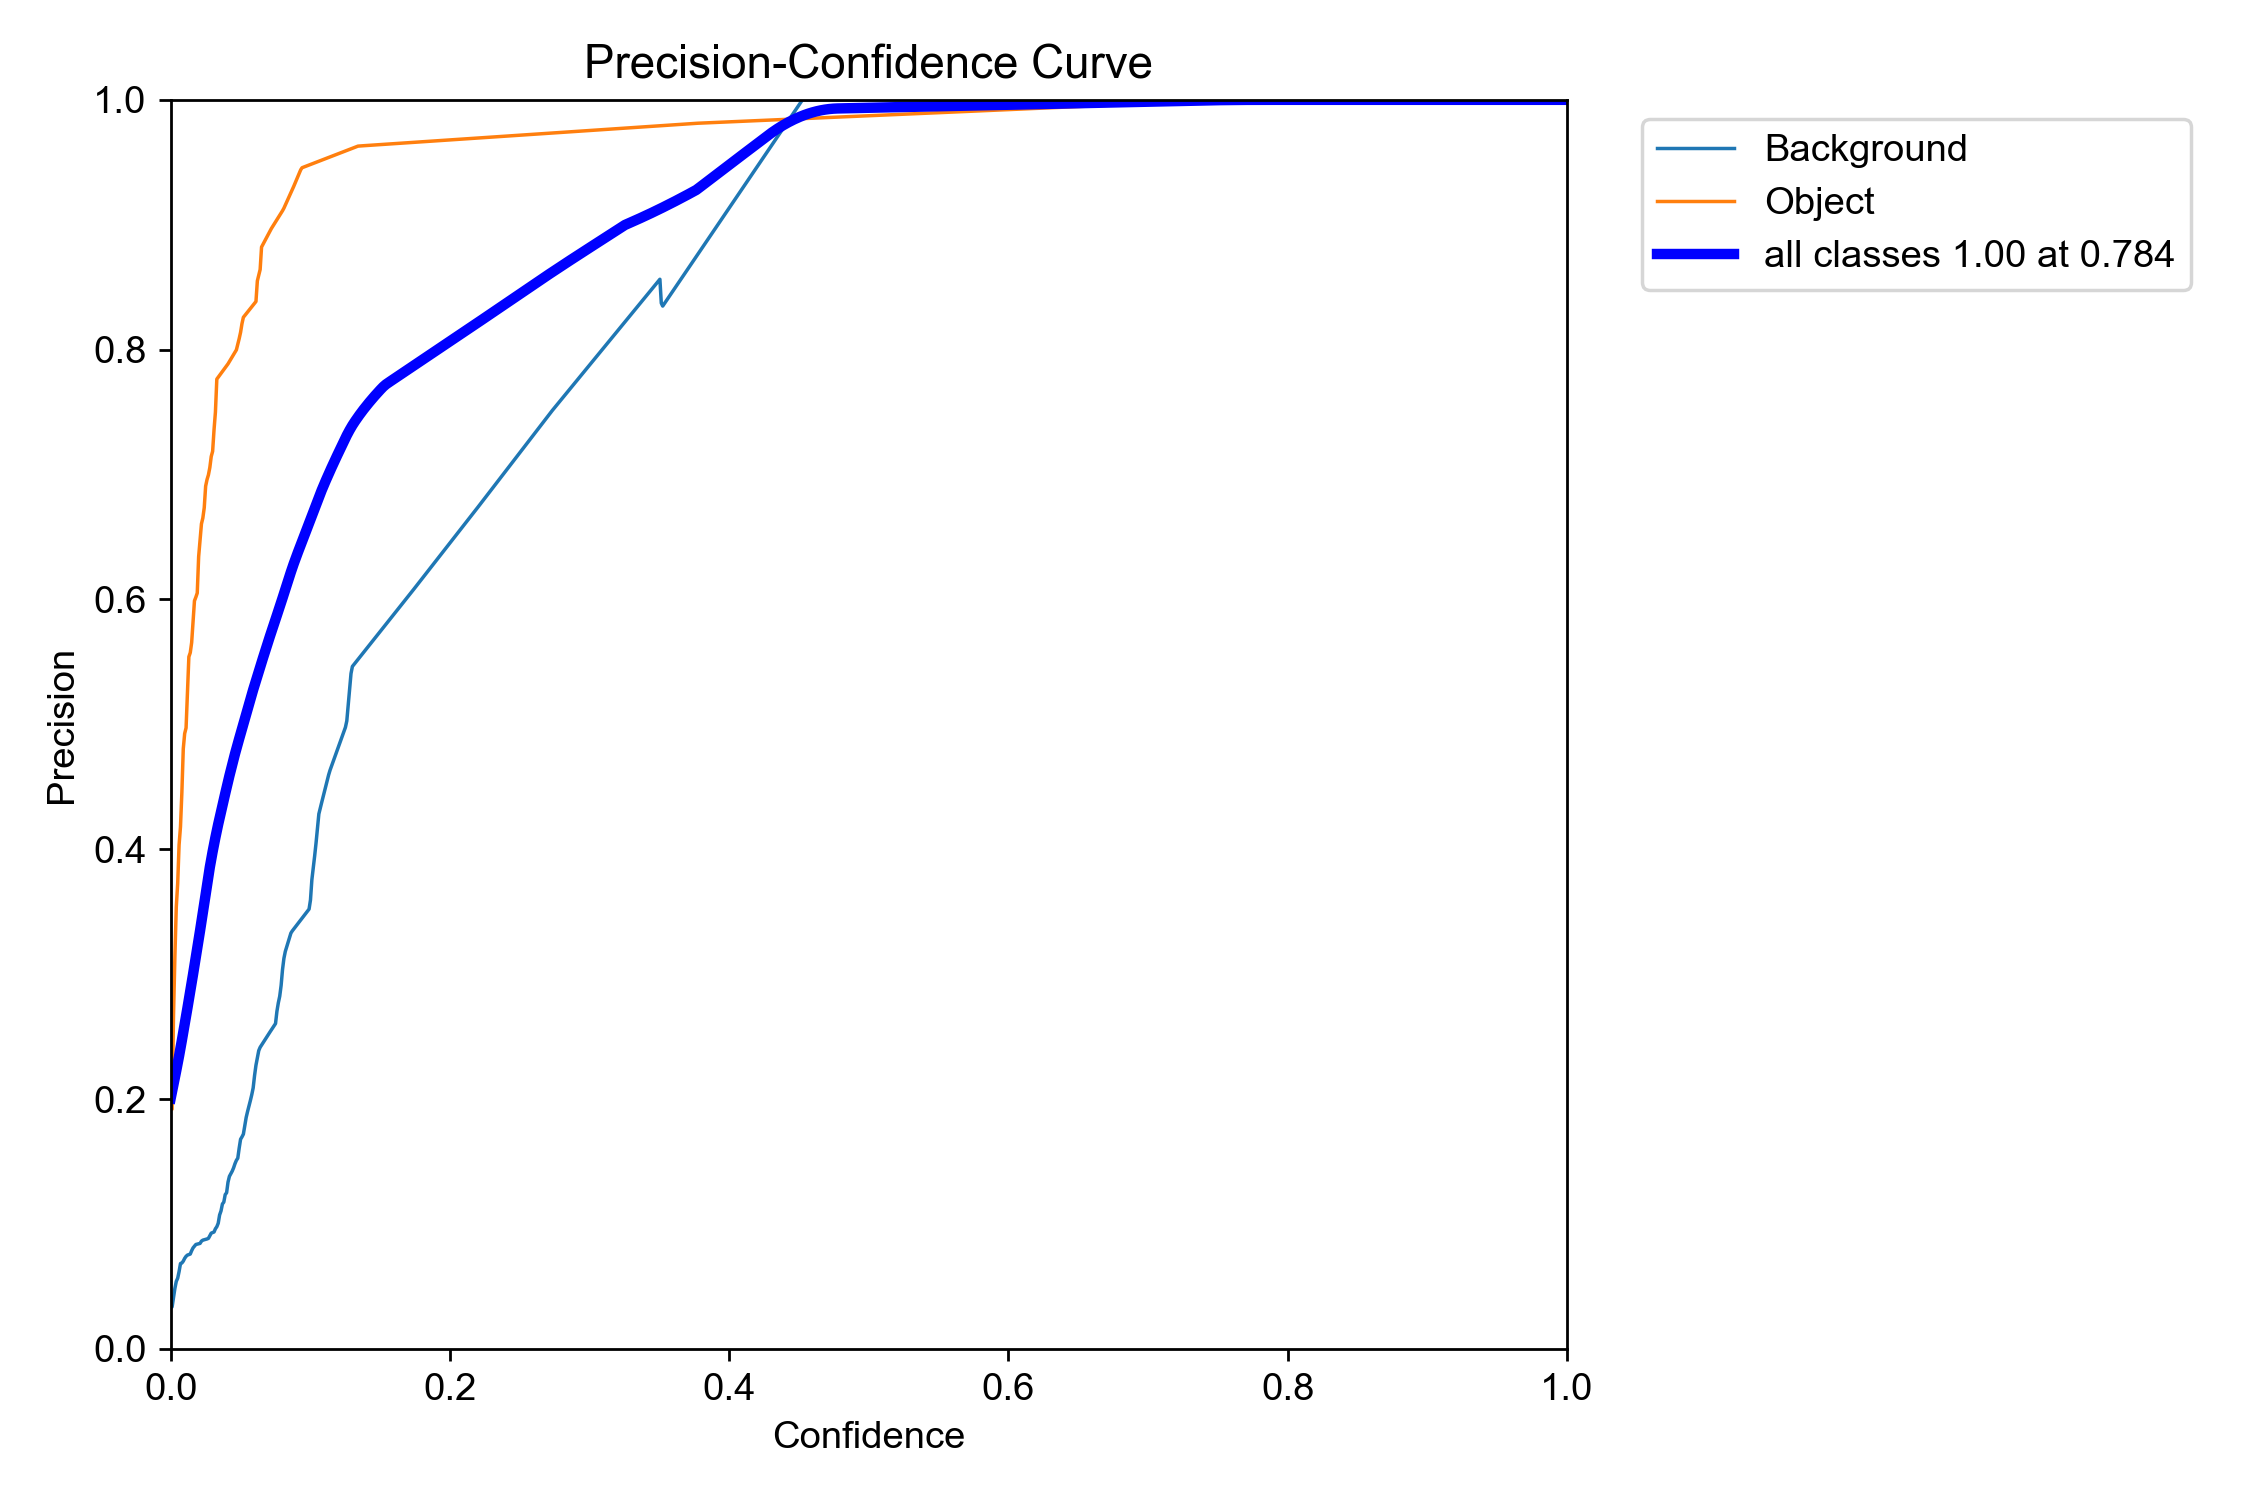 Precision-Confidence Curve
1.0
0.8
0.6
0.4
0.2
0.0
Precision
0.0 0.2 0.4 0.6 0.8 1.0
Confidence
Background
Object
all classes 1.00 at 0.784